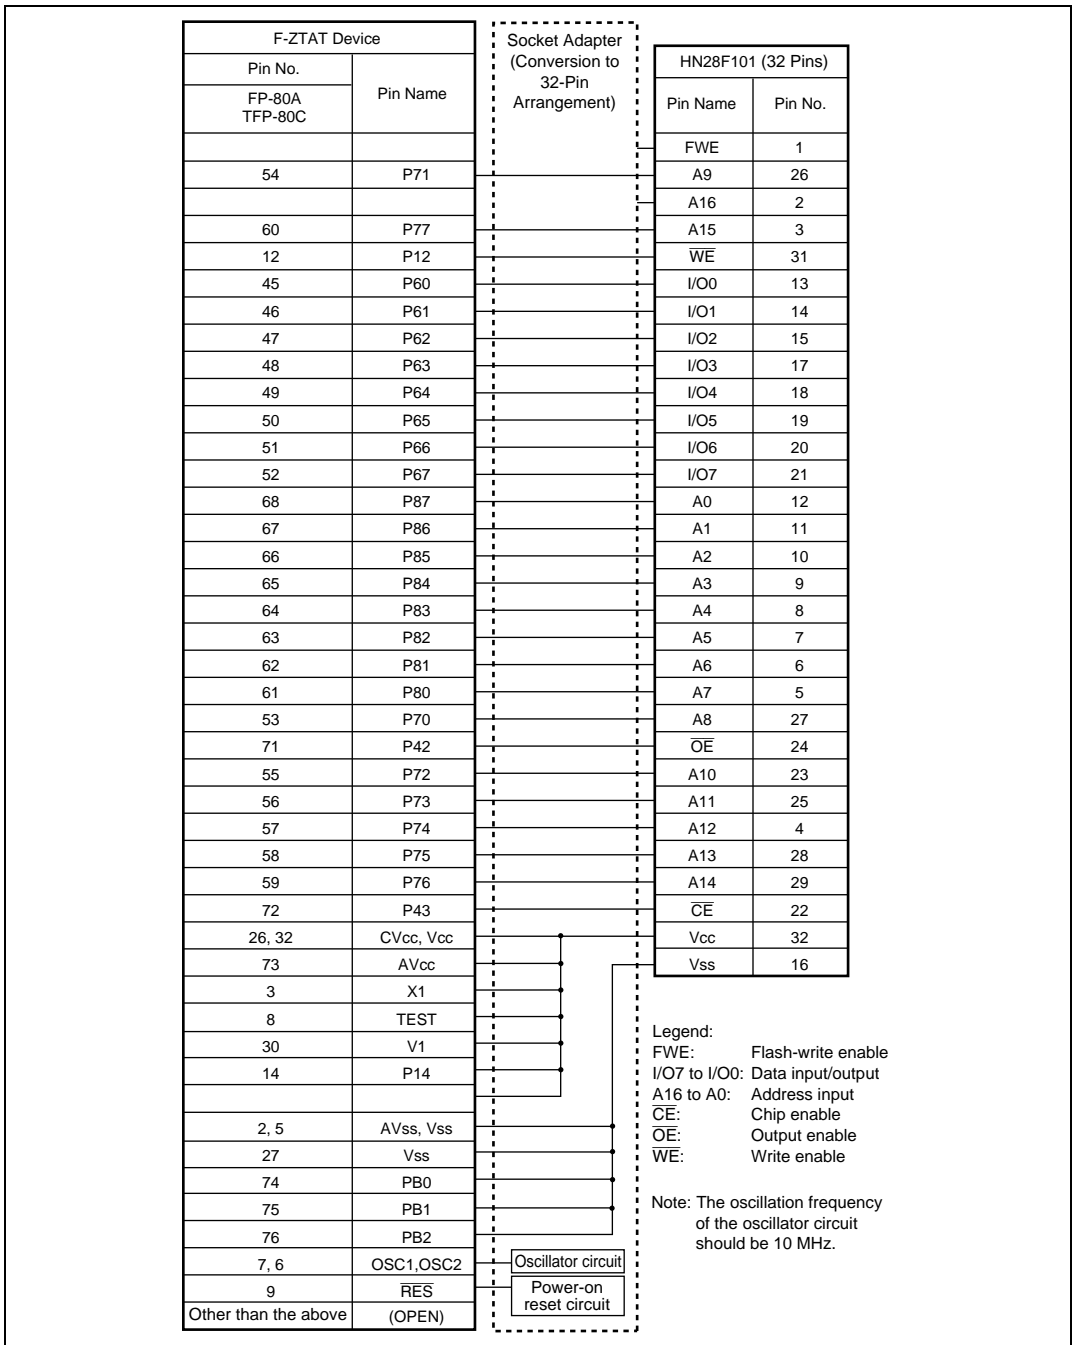 F-ZTAT Device
Pin No.
Pin Name
FP-80A
TFP-80C
Socket Adapter
(Conversion to
32-Pin
Arrangement)
HN28F101 (32 Pins)
Pin Name Pin No.
FWE 1
54 P71 A9 26
A16 2
60 P77 A15 3
12 P12 WE 31
45 P60 I/O0 13
46 P61 I/O1 14
47 P62 I/O2 15
48 P63 I/O3 17
49 P64 I/O4 18
50 P65 I/O5 19
51 P66 I/O6 20
52 P67 I/O7 21
68 P87 A0 12
67 P86 A1 11
66 P85 A2 10
65 P84 A3 9
64 P83 A4 8
63 P82 A5 7
62 P81 A6 6
61 P80 A7 5
53 P70 A8 27
71 P42 OE 24
55 P72 A10 23
56 P73 A11 25
57 P74 A12 4
58 P75 A13 28
59 P76 A14 29
72 P43 CE 22
26, 32 CVcc, Vcc Vcc 32
73 AVcc Vss 16
3 X1
8 TEST
30 V1
14 P14
2, 5 AVss, Vss
27 Vss
74 PB0
75 PB1
76 PB2
7, 6 OSC1,OSC2 Oscillator circuit
9 RES Power-on
reset circuit
Other than the above (OPEN)
Legend:
FWE: Flash-write enable
I/O7 to I/O0: Data input/output
A16 to A0: Address input
CE: Chip enable
OE: Output enable
WE: Write enable
Note: The oscillation frequency
of the oscillator circuit
should be 10 MHz.